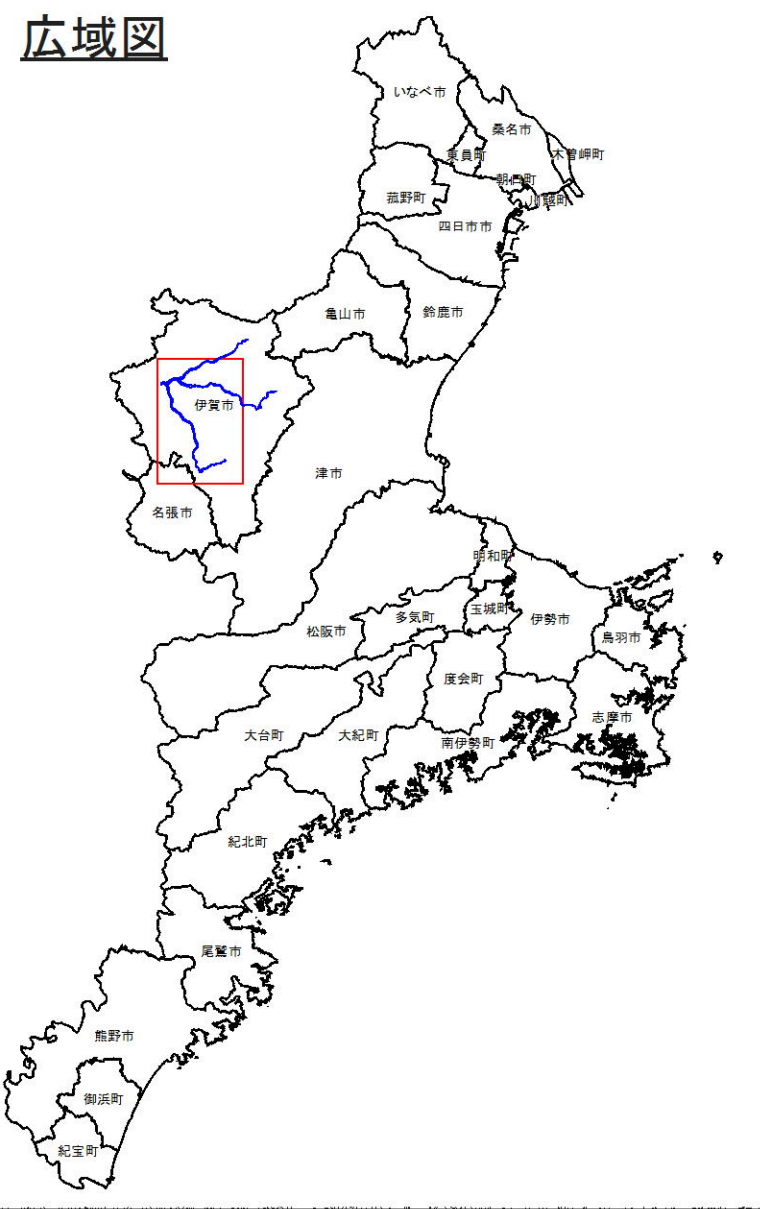 広域図
いなべ市
桑名市
東員町
木曽岬町
朝日町
川越町
菰野町
四日市市
亀山市
鈴鹿市
伊賀市
津市
名張市
明和町
玉城町
多気町
伊勢市
松阪市
鳥羽市
度会町
志摩市
大台町
大紀町
南伊勢町
紀北町
尾鷲市
熊野市
御浜町
紀宝町